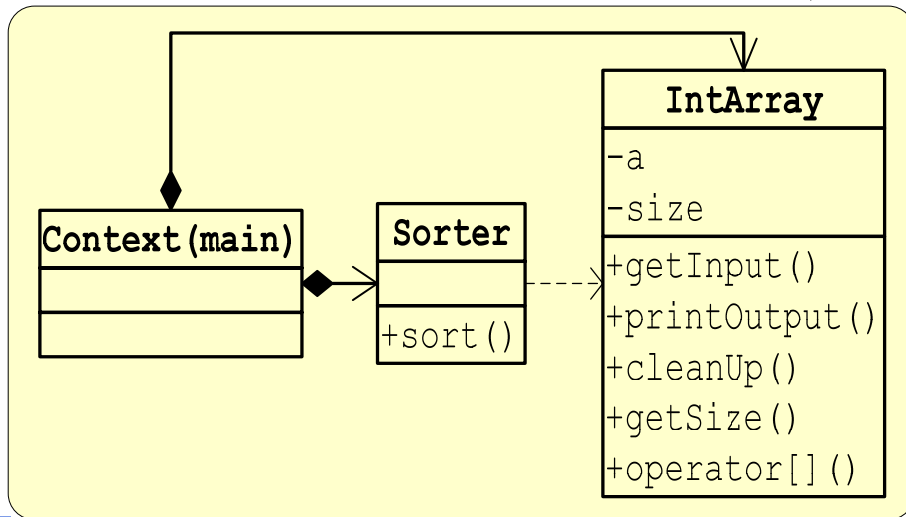 Context(main)
Sorter
+sort()
IntArray
-a
-size
+getInput()
+printOutput()
+cleanUp()
+getSize()
+operator[]()